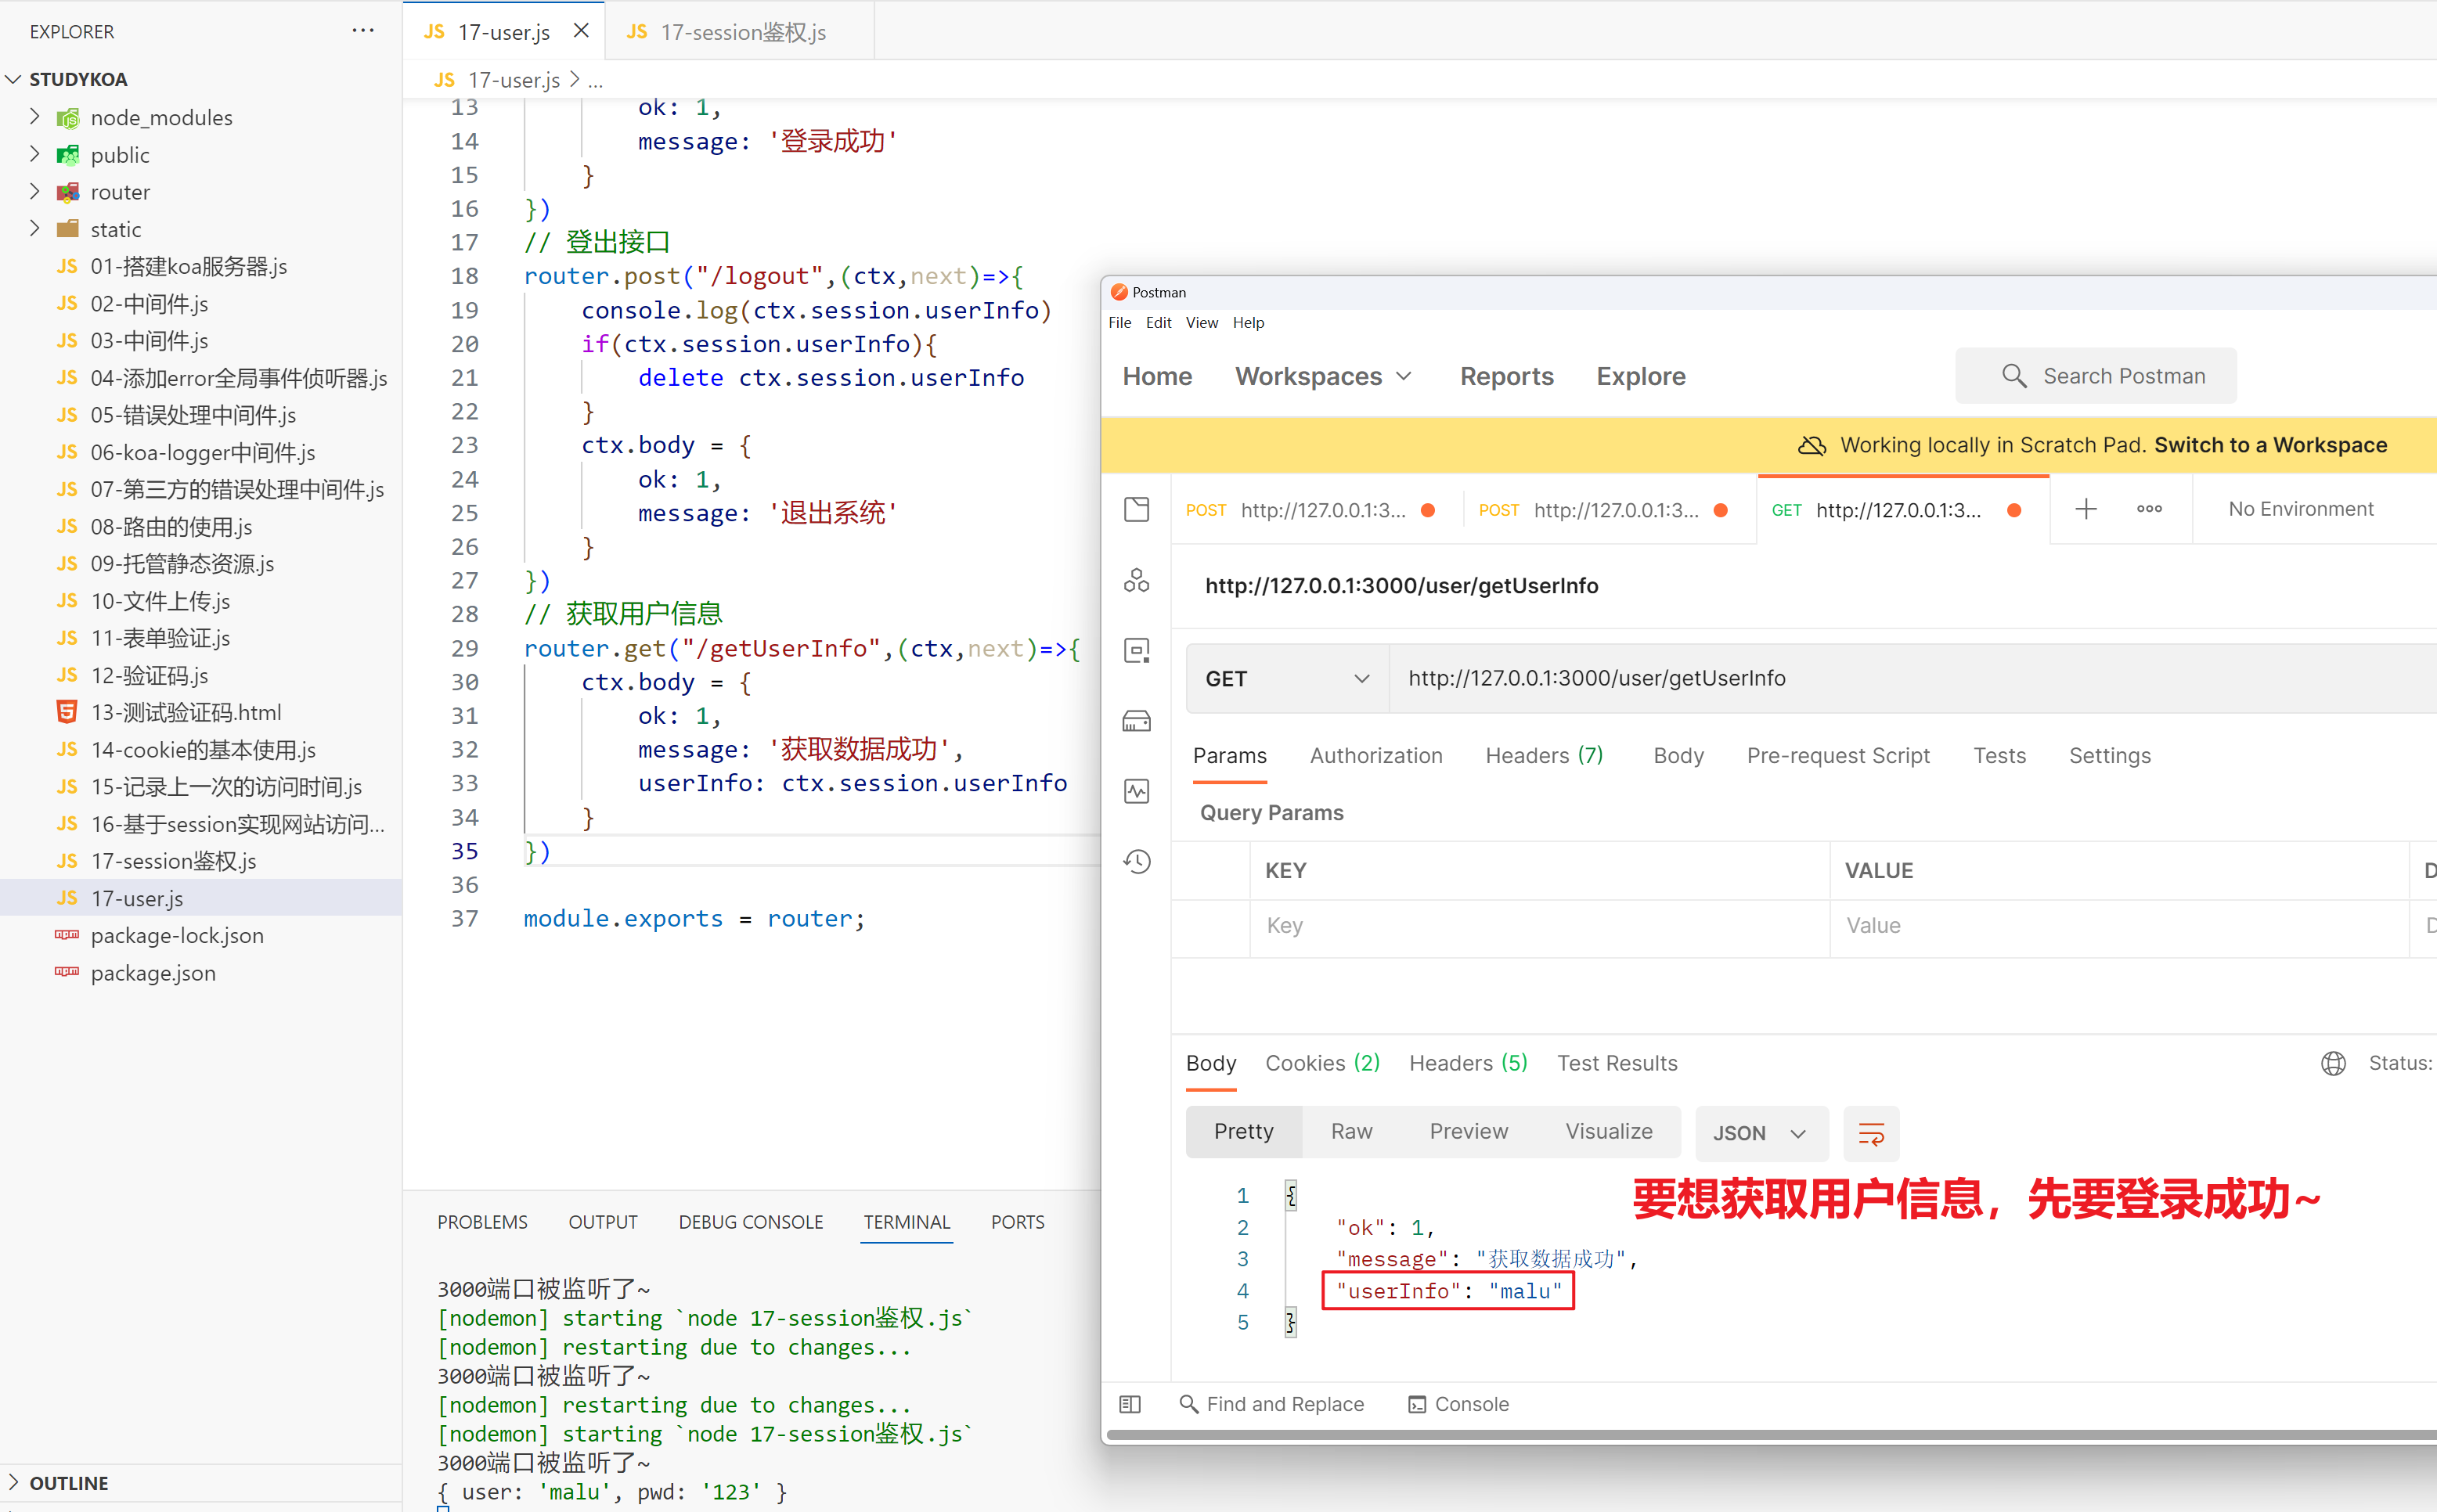 EXPLORER
STUDYKOA
node_modules
public
router
static
01-搭建koa服务器.js
02-中间件.js
03-中间件.js
04-添加error全局事件侦听器.js
05-错误处理中间件.js
06-koa-logger中间件.js
07-第三方的错误处理中间件.js
08-路由的使用.js
09-托管静态资源.js
10-文件上传.js
11-表单验证.js
12-验证码.js
13-测试验证码.html
14-cookie的基本使用.js
15-记录上一次的访问时间.js
16-基于session实现网站访问...
17-session鉴权.js
17-user.js
package-lock.json
package.json
OUTLINE
JS 17-user.js
JS 17-session鉴权.js
JS 17-user.js > ...
13 ok: 1,
14 message: '登录成功'
15 }
16 })
17 // 登出接口
18 router.post("/logout",(ctx,next)=>{
19 console.log(ctx.session.userInfo)
20 if(ctx.session.userInfo){
21 delete ctx.session.userInfo
22 }
23 ctx.body = {
24 ok: 1,
25 message: '退出系统'
26 }
27 })
28 // 获取用户信息
29 router.get("/getUserInfo",(ctx,next)=>{
30 ctx.body = {
31 ok: 1,
32 message: '获取数据成功',
33 userInfo: ctx.session.userInfo
34 }
35 })
36
37 module.exports = router;
PROBLEMS OUTPUT DEBUG CONSOLE TERMINAL PORTS
3000端口被监听了~
[nodemon] starting `node 17-session鉴权.js`
[nodemon] restarting due to changes...
3000端口被监听了~
[nodemon] restarting due to changes...
[nodemon] starting `node 17-session鉴权.js`
3000端口被监听了~
{ user: 'malu', pwd: '123' }
Postman
File Edit View Help
Home Workspaces Reports Explore Search Postman
Working locally in Scratch Pad. Switch to a Workspace
POST http://127.0.0.1:3... POST http://127.0.0.1:3... GET http://127.0.0.1:3... No Environment
http://127.0.0.1:3000/user/getUserInfo
GET http://127.0.0.1:3000/user/getUserInfo
Params Authorization Headers (7) Body Pre-request Script Tests Settings
Query Params
KEY VALUE D
Key Value D
Body Cookies (2) Headers (5) Test Results Status:
Pretty Raw Preview Visualize JSON
要想获取用户信息，先要登录成功~
1 {
2 "ok": 1,
3 "message": "获取数据成功",
4 "userInfo": "malu"
5 }
Find and Replace Console